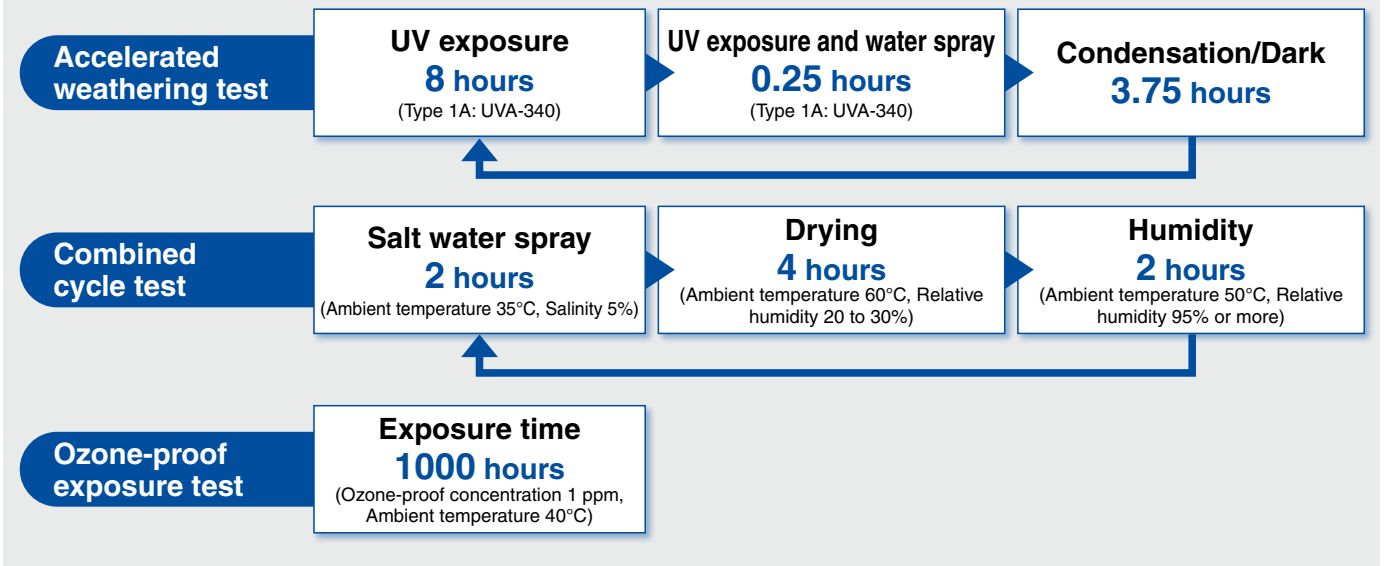 Accelerated
weathering test
UV exposure
8 hours
(Type 1A: UVA-340)
UV exposure and water spray
0.25 hours
(Type 1A: UVA-340)
Condensation/Dark
3.75 hours
Combined
cycle test
Salt water spray
2 hours
(Ambient temperature 35°C, Salinity 5%)
Drying
4 hours
(Ambient temperature 60°C, Relative
humidity 20 to 30%)
Humidity
2 hours
(Ambient temperature 50°C, Relative
humidity 95% or more)
Ozone-proof
exposure test
Exposure time
1000 hours
(Ozone-proof concentration 1 ppm,
Ambient temperature 40°C)